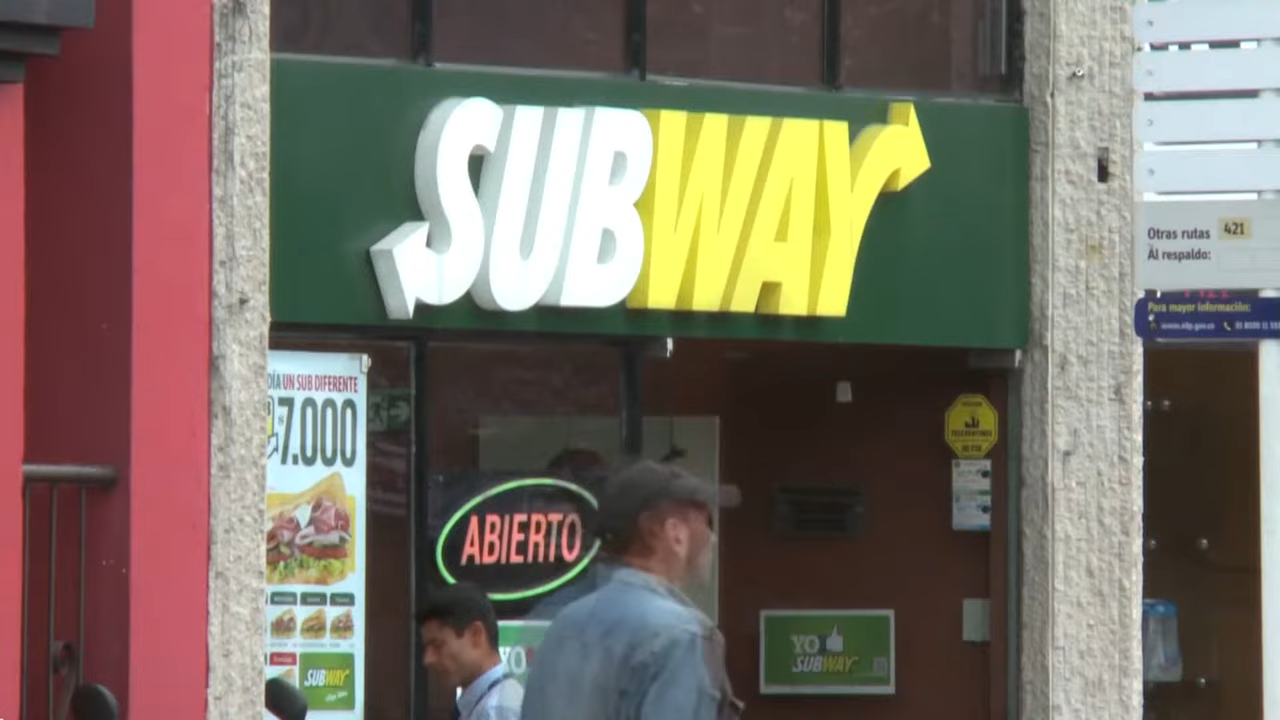 SUBWAY
Otras rutas 421
Al respaldo:
Para mayor información:
DÍA UN SUB DIFERENTE
$7.000
ABIERTO
YO
SUBWAY
SUBWAY
YO